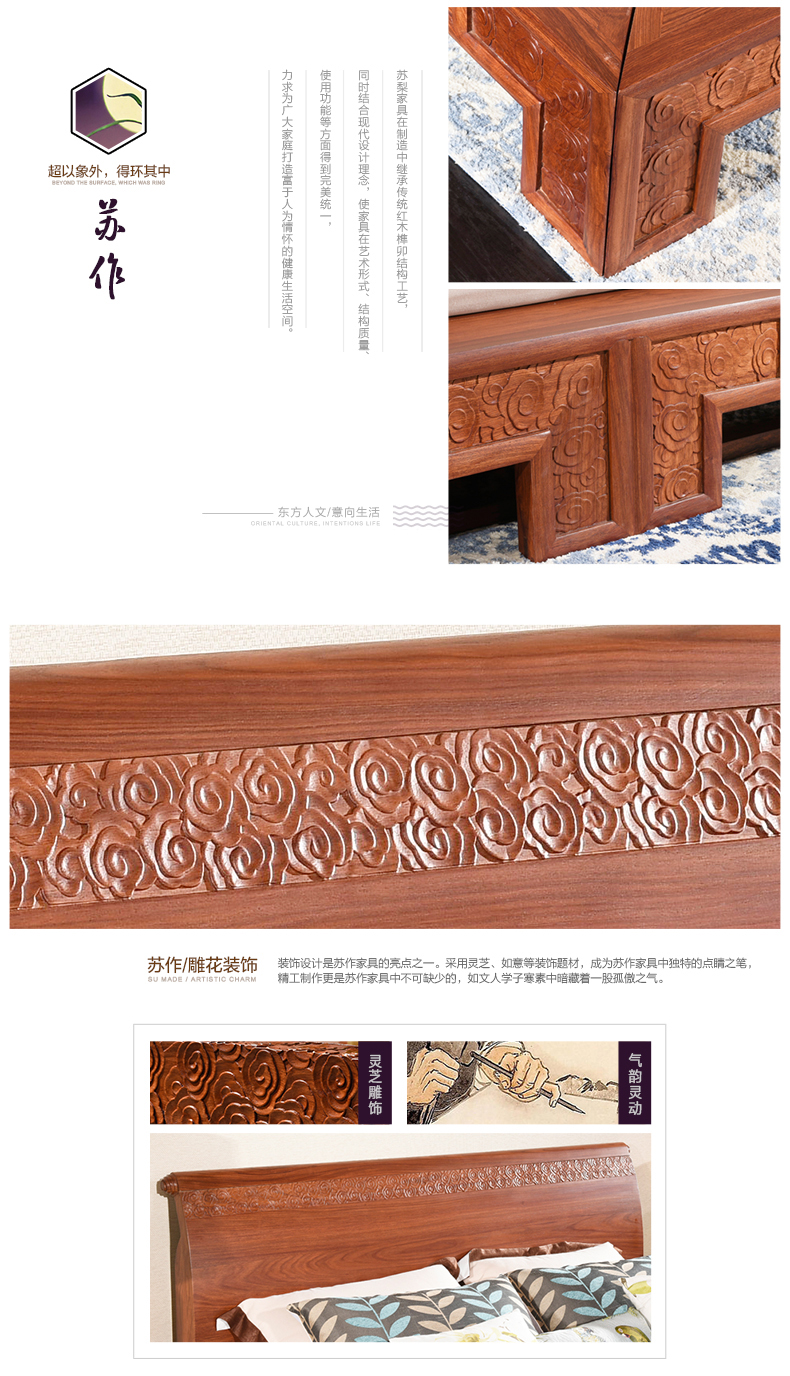 超以象外，得环其中
BEYOND THE SURFACE, WHICH WAS RING
苏作
苏梨家具在制造中继承传统红木榫卯结构工艺，
同时结合现代设计理念，使家具在艺术形式、结构质量、
使用功能等方面得到完美统一，
力求为广大家庭打造富于人为情怀的健康生活空间。
东方人文/意向生活
ORIENTAL CULTURE, INTENTIONS LIFE
苏作/雕花装饰
SU MADE / ARTISTIC CHARM
装饰设计是苏作家具的亮点之一。采用灵芝、如意等装饰题材，成为苏作家具中独特的点睛之笔，
精工制作更是苏作家具中不可缺少的，如文人学子寒素中暗藏着一股孤傲之气。
灵芝雕饰
气韵灵动